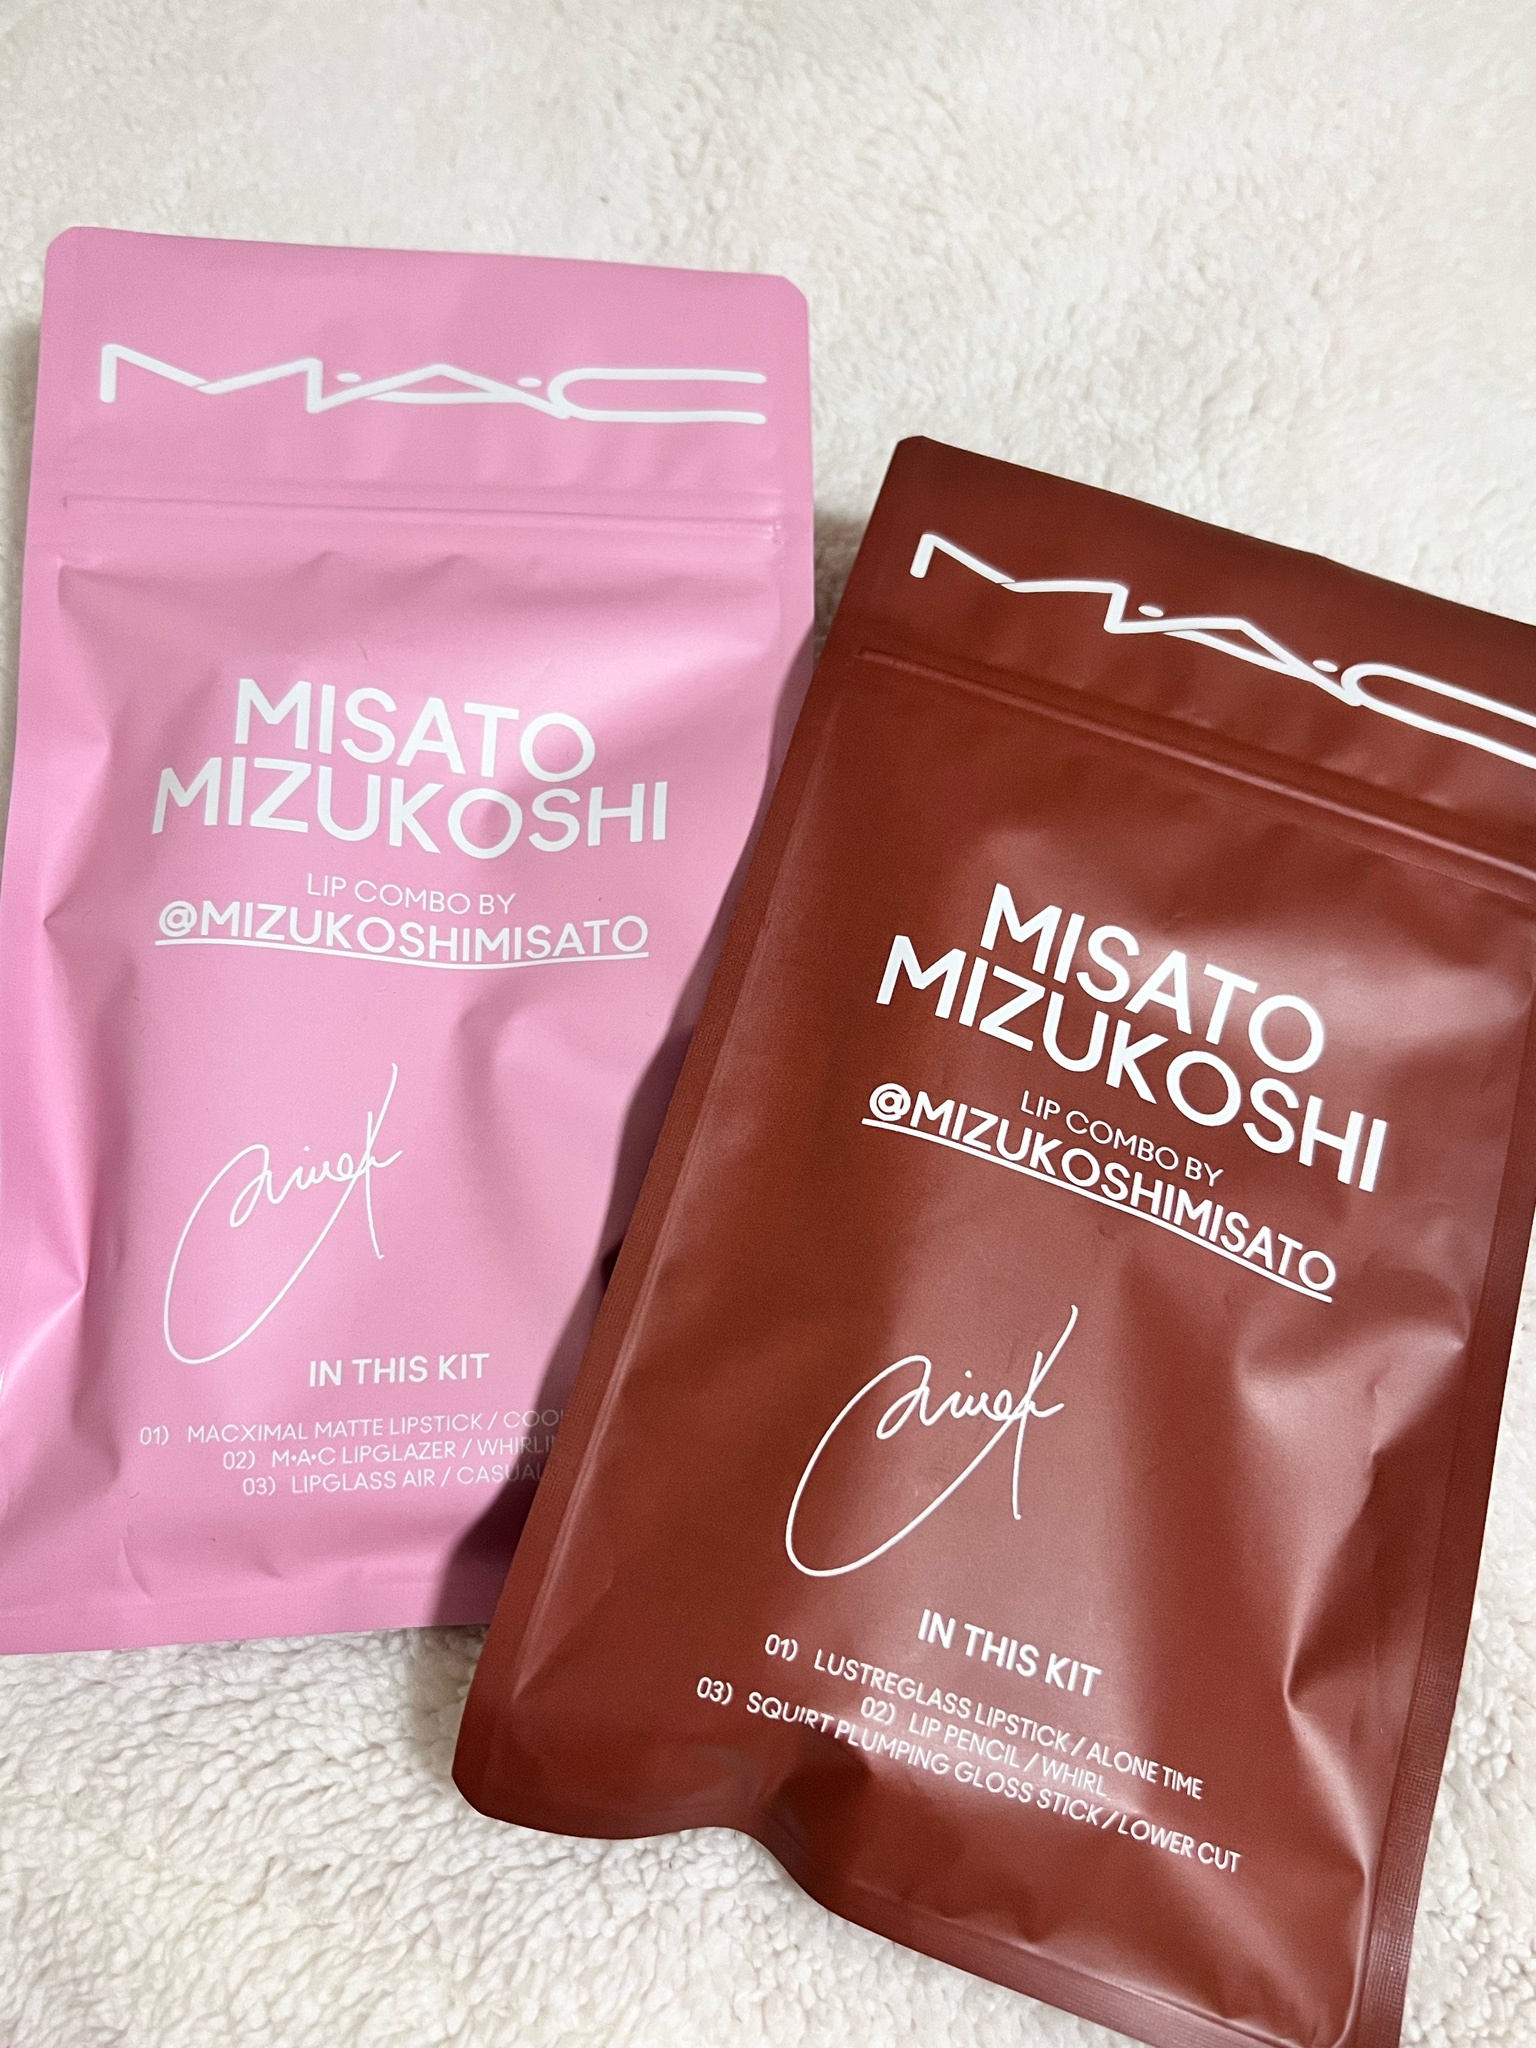 M·A·C
MISATO
MIZUKOSHI
LIP COMBO BY
@MIZUKOSHIMISATO
IN THIS KIT
01) MACXIMAL MATTE LIPSTICK /
02) M·A·C LIPGLAZER /
03) LIPGLASS AIR / CASUAL
M·A·C
MISATO
MIZUKOSHI
LIP COMBO BY
@MIZUKOSHIMISATO
IN THIS KIT
01) LUSTREGLASS LIPSTICK / ALONE TIME
02) LIP PENCIL / WHIRL
03) SQUIRT PLUMPING GLOSS STICK / LOWER CUT